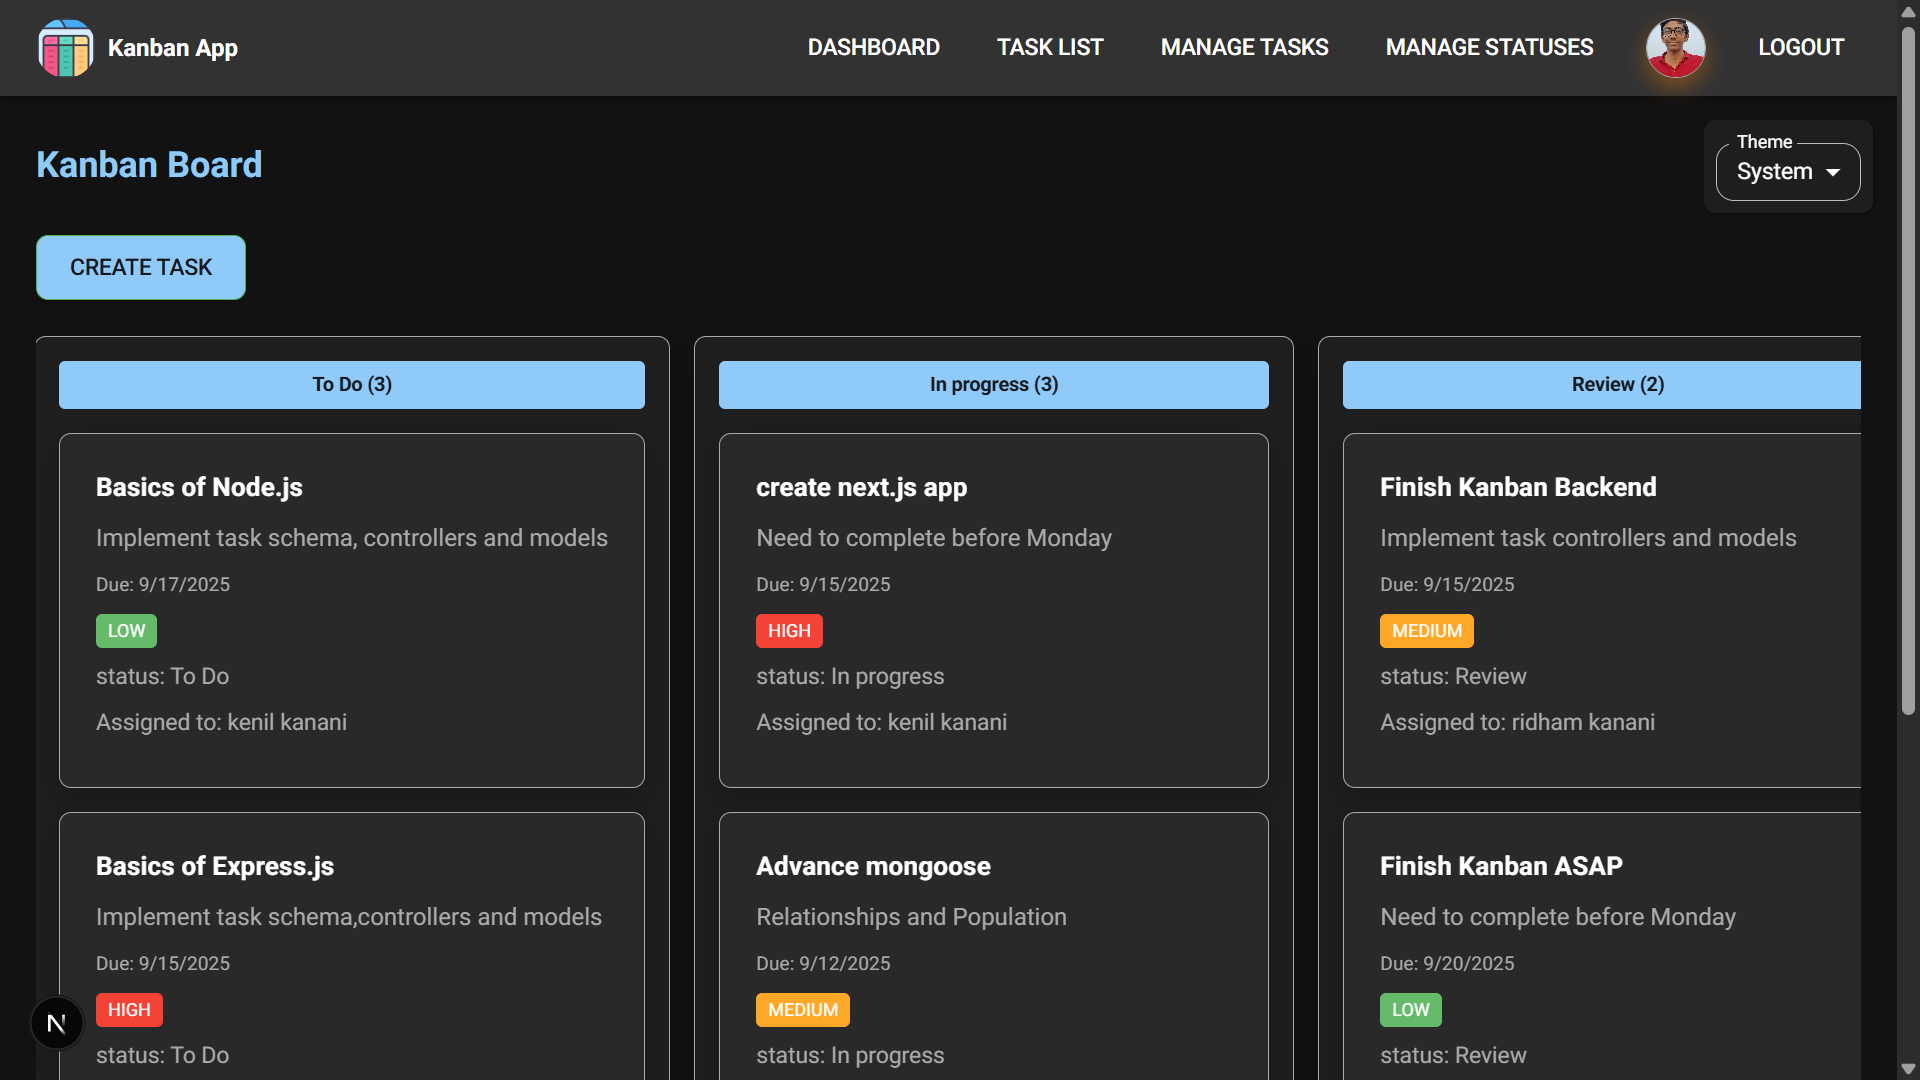 Kanban App
DASHBOARD
TASK LIST
MANAGE TASKS
MANAGE STATUSES
LOGOUT
Kanban Board
Theme
System
CREATE TASK
To Do (3)
Basics of Node.js
Implement task schema, controllers and models
Due: 9/17/2025
LOW
status: To Do
Assigned to: kenil kanani
Basics of Express.js
Implement task schema,controllers and models
Due: 9/15/2025
HIGH
status: To Do
In progress (3)
create next.js app
Need to complete before Monday
Due: 9/15/2025
HIGH
status: In progress
Assigned to: kenil kanani
Advance mongoose
Relationships and Population
Due: 9/12/2025
MEDIUM
status: In progress
Review (2)
Finish Kanban Backend
Implement task controllers and models
Due: 9/15/2025
MEDIUM
status: Review
Assigned to: ridham kanani
Finish Kanban ASAP
Need to complete before Monday
Due: 9/20/2025
LOW
status: Review
N